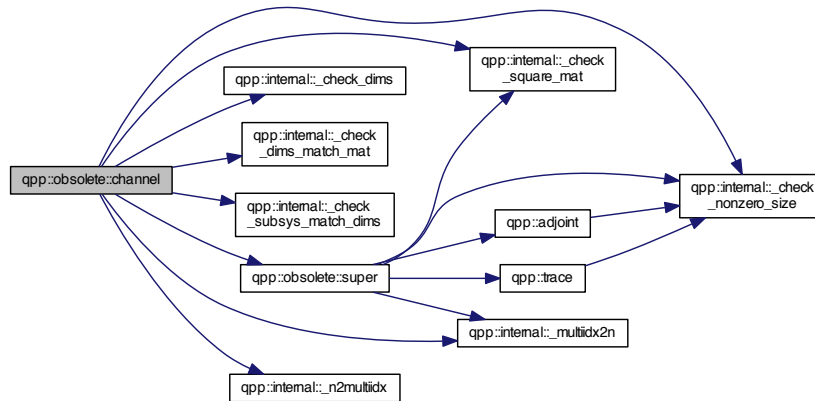 qpp::internal::_check
_square_mat
qpp::internal::_check_dims
qpp::internal::_check
_dims_match_mat
qpp::obsolete::channel
qpp::internal::_check
_nonzero_size
qpp::internal::_check
_subsys_match_dims
qpp::adjoint
qpp::obsolete::super
qpp::trace
qpp::internal::_multiidx2n
qpp::internal::_n2multiidx